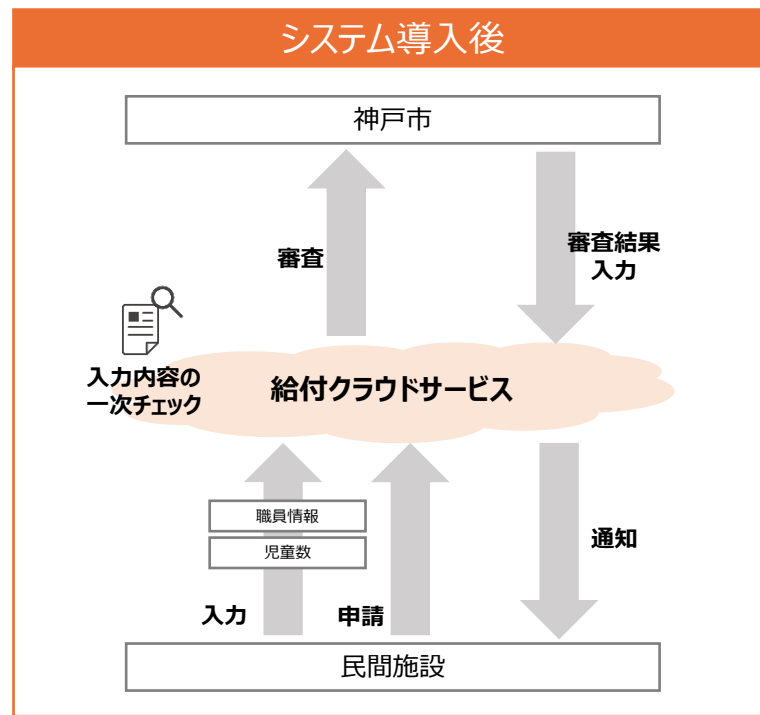 システム導入後
神戸市
審査
審査結果
入力
入力内容の
一次チェック
給付クラウドサービス
職員情報
児童数
入力
申請
通知
民間施設